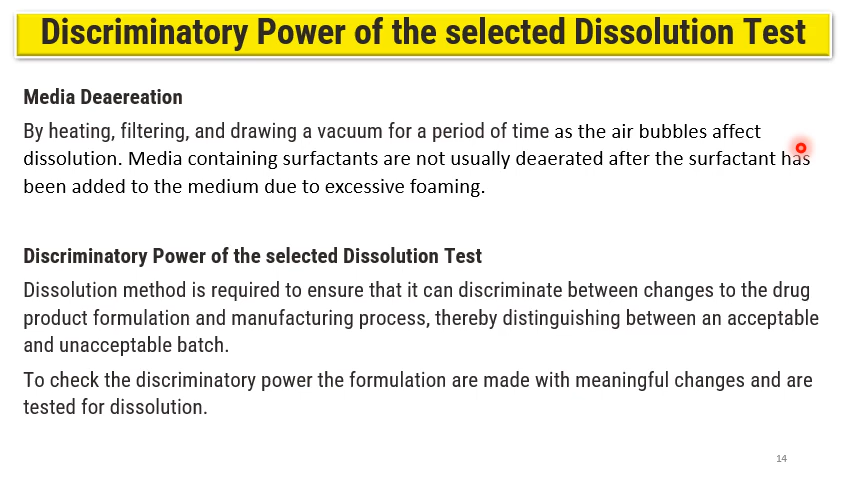 Discriminatory Power of the selected Dissolution Test
Media Deaereation
By heating, filtering, and drawing a vacuum for a period of time as the air bubbles affect
dissolution. Media containing surfactants are not usually deaerated after the surfactant has
been added to the medium due to excessive foaming.
Discriminatory Power of the selected Dissolution Test
Dissolution method is required to ensure that it can discriminate between changes to the drug
product formulation and manufacturing process, thereby distinguishing between an acceptable
and unacceptable batch.
To check the discriminatory power the formulation are made with meaningful changes and are
tested for dissolution.
14